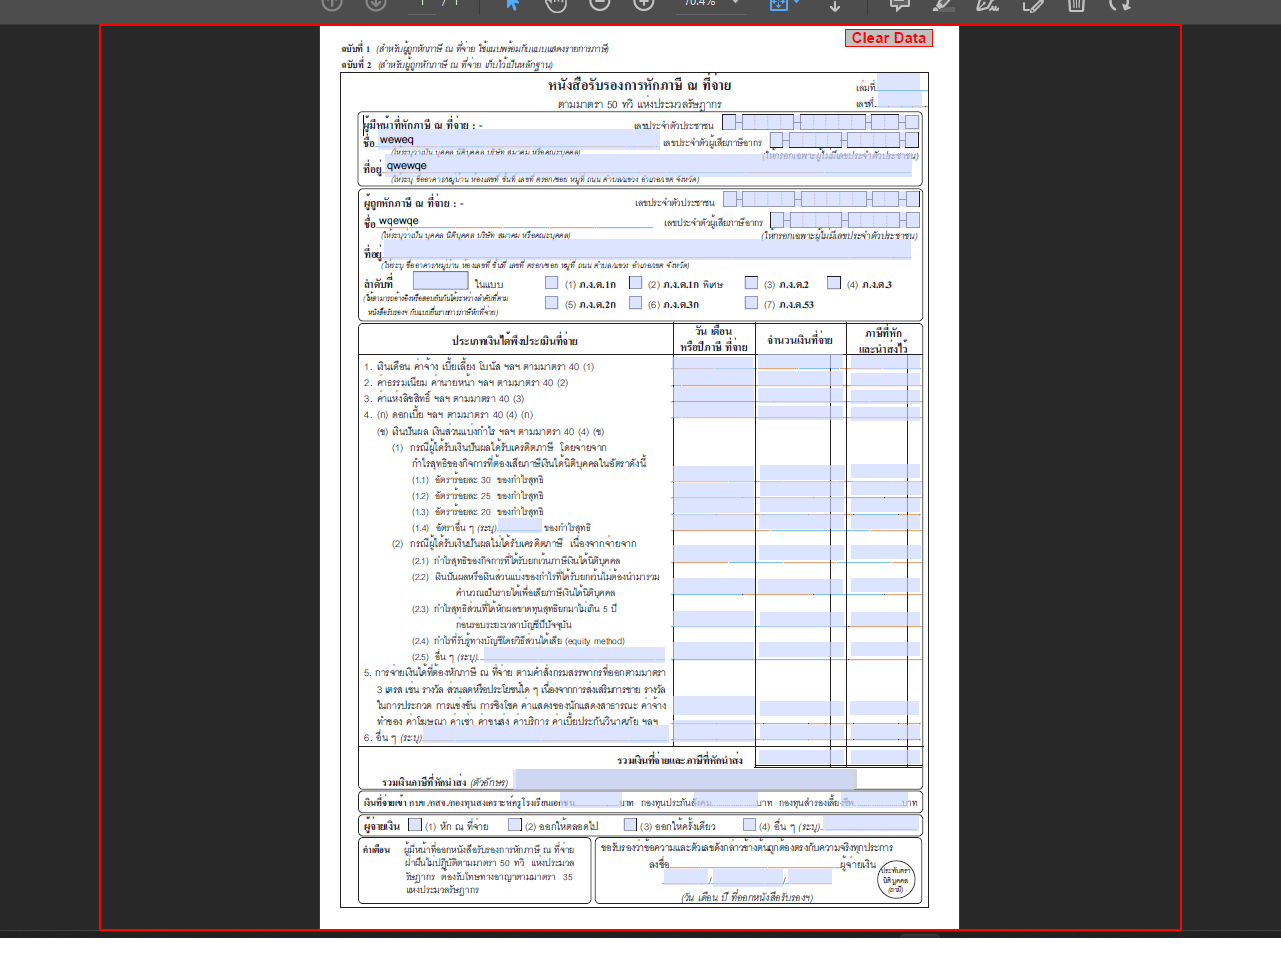 70.4%
Clear Data
ฉบับที่ 1 (สำหรับผู้ถูกหักภาษี ณ ที่จ่าย ใช้แนบพร้อมกับแบบแสดงรายการภาษี)
ฉบับที่ 2 (สำหรับผู้ถูกหักภาษี ณ ที่จ่าย เก็บไว้เป็นหลักฐาน)
หนังสือรับรองการหักภาษี ณ ที่จ่าย
เล่มที่
ตามมาตรา 50 ทวิ แห่งประมวลรัษฎากร
เลขที่
ผู้มีหน้าที่หักภาษี ณ ที่จ่าย : -
เลขประจำตัวประชาชน
ชื่อ weweq
เลขประจำตัวผู้เสียภาษีอากร
(ให้ระบุว่าเป็น บุคคล นิติบุคคล บริษัท สมาคม หรือคณะบุคคล)
(ให้กรอกเฉพาะผู้ไม่มีเลขประจำตัวประชาชน)
ที่อยู่ qwewqe
(ให้ระบุ ชื่ออาคาร/หมู่บ้าน ห้องเลขที่ ชั้นที่ เลขที่ ตรอก/ซอย หมู่ที่ ถนน ตำบล/แขวง อำเภอ/เขต จังหวัด)
ผู้ถูกหักภาษี ณ ที่จ่าย : -
เลขประจำตัวประชาชน
ชื่อ wqewqe
เลขประจำตัวผู้เสียภาษีอากร
(ให้ระบุว่าเป็น บุคคล นิติบุคคล บริษัท สมาคม หรือคณะบุคคล)
(ให้กรอกเฉพาะผู้ไม่มีเลขประจำตัวประชาชน)
ที่อยู่
(ให้ระบุ ชื่ออาคาร/หมู่บ้าน ห้องเลขที่ ชั้นที่ เลขที่ ตรอก/ซอย หมู่ที่ ถนน ตำบล/แขวง อำเภอ/เขต จังหวัด)
ลำดับที่ ในแบบ
(1) ภ.ง.ด.1ก (2) ภ.ง.ด.1ก พิเศษ (3) ภ.ง.ด.2 (4) ภ.ง.ด.3
(ให้สามารถอ้างอิงหรือสอบยันกันได้ระหว่างลำดับที่ตาม
หนังสือรับรองฯ กับแบบยื่นรายการภาษีหักที่จ่าย)
(5) ภ.ง.ด.2ก (6) ภ.ง.ด.3ก (7) ภ.ง.ด.53
ประเภทเงินได้พึงประเมินที่จ่าย
วัน เดือน
หรือปีภาษี ที่จ่าย
จำนวนเงินที่จ่าย
ภาษีที่หัก
และนำส่งไว้
1. เงินเดือน ค่าจ้าง เบี้ยเลี้ยง โบนัส ฯลฯ ตามมาตรา 40 (1)
2. ค่าธรรมเนียม ค่านายหน้า ฯลฯ ตามมาตรา 40 (2)
3. ค่าแห่งลิขสิทธิ์ ฯลฯ ตามมาตรา 40 (3)
4. (ก) ดอกเบี้ย ฯลฯ ตามมาตรา 40 (4) (ก)
(ข) เงินปันผล เงินส่วนแบ่งกำไร ฯลฯ ตามมาตรา 40 (4) (ข)
(1) กรณีผู้ได้รับเงินปันผลได้รับเครดิตภาษี โดยจ่ายจาก
กำไรสุทธิของกิจการที่ต้องเสียภาษีเงินได้นิติบุคคลในอัตราดังนี้
(1.1) อัตราร้อยละ 30 ของกำไรสุทธิ
(1.2) อัตราร้อยละ 25 ของกำไรสุทธิ
(1.3) อัตราร้อยละ 20 ของกำไรสุทธิ
(1.4) อัตราอื่น ๆ (ระบุ) ของกำไรสุทธิ
(2) กรณีผู้ได้รับเงินปันผลไม่ได้รับเครดิตภาษี เนื่องจากจ่ายจาก
(2.1) กำไรสุทธิของกิจการที่ได้รับยกเว้นภาษีเงินได้นิติบุคคล
(2.2) เงินปันผลหรือเงินส่วนแบ่งของกำไรที่ได้รับยกเว้นไม่ต้องนำมารวม
คำนวณเป็นรายได้เพื่อเสียภาษีเงินได้นิติบุคคล
(2.3) กำไรสุทธิส่วนที่ได้หักผลขาดทุนสุทธิยกมาไม่เกิน 5 ปี
ก่อนรอบระยะเวลาบัญชีปีปัจจุบัน
(2.4) กำไรที่รับรู้ทางบัญชีโดยวิธีส่วนได้เสีย (equity method)
(2.5) อื่น ๆ (ระบุ)
5. การจ่ายเงินได้ที่ต้องหักภาษี ณ ที่จ่าย ตามคำสั่งกรมสรรพากรที่ออกตามมาตรา
3 เตรส เช่น รางวัล ส่วนลดหรือประโยชน์ใด ๆ เนื่องจากการส่งเสริมการขาย รางวัล
ในการประกวด การแข่งขัน การชิงโชค ค่าแสดงของนักแสดงสาธารณะ ค่าจ้าง
ทำของ ค่าโฆษณา ค่าเช่า ค่าขนส่ง ค่าบริการ ค่าเบี้ยประกันวินาศภัย ฯลฯ
6. อื่น ๆ (ระบุ)
รวมเงินที่จ่ายและภาษีที่หักนำส่ง
รวมเงินภาษีที่หักนำส่ง (ตัวอักษร)
เงินที่จ่ายเข้า กบข./กสจ./กองทุนสงเคราะห์ครูโรงเรียนเอกชน บาท กองทุนประกันสังคม บาท กองทุนสำรองเลี้ยงชีพ บาท
ผู้จ่ายเงิน (1) หัก ณ ที่จ่าย (2) ออกให้ตลอดไป (3) ออกให้ครั้งเดียว (4) อื่น ๆ (ระบุ)
คำเตือน ผู้มีหน้าที่ออกหนังสือรับรองการหักภาษี ณ ที่จ่าย
ฝ่าฝืนไม่ปฏิบัติตามมาตรา 50 ทวิ แห่งประมวล
รัษฎากร ต้องรับโทษทางอาญาตามมาตรา 35
แห่งประมวลรัษฎากร
ขอรับรองว่าข้อความและตัวเลขดังกล่าวข้างต้นถูกต้องตรงกับความจริงทุกประการ
ลงชื่อ ผู้จ่ายเงิน
/ /
(วัน เดือน ปี ที่ออกหนังสือรับรองฯ)
ประทับตรา
นิติบุคคล
(ถ้ามี)